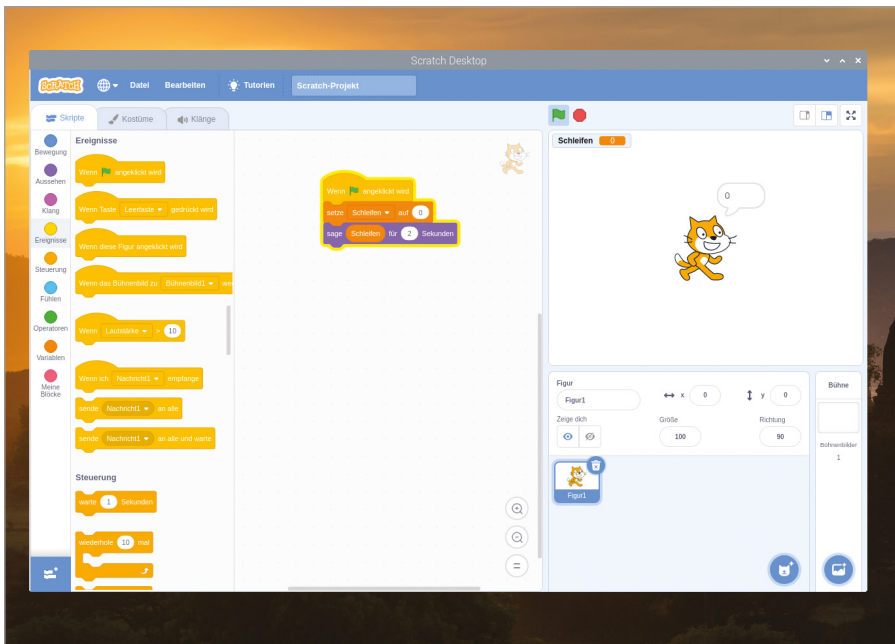 Scratch Desktop
SCRATCH
Datei Bearbeiten Tutorien Scratch-Projekt
Skripte Kostüme Klänge
Bewegung
Aussehen
Klang
Ereignisse
Steuerung
Fühlen
Operatoren
Variablen
Meine
Blöcke
Ereignisse
Wenn angeklickt wird
Wenn Taste Leertaste gedrückt wird
Wenn diese Figur angeklickt wird
Wenn das Bühnenbild zu Bühnenbild1
Wenn Lautstärke > 10
Wenn ich Nachricht1 empfange
sende Nachricht1 an alle
sende Nachricht1 an alle und warte
Steuerung
warte 1 Sekunden
wiederhole 10 mal
Wenn angeklickt wird
setze Schleifen auf 0
sage Schleifen für 2 Sekunden
Schleifen 0
0
Figur
Figur1
x 0
y 0
Zeige dich
Größe
100
Richtung
90
Figur1
Bühne
Bühnenbilder
1